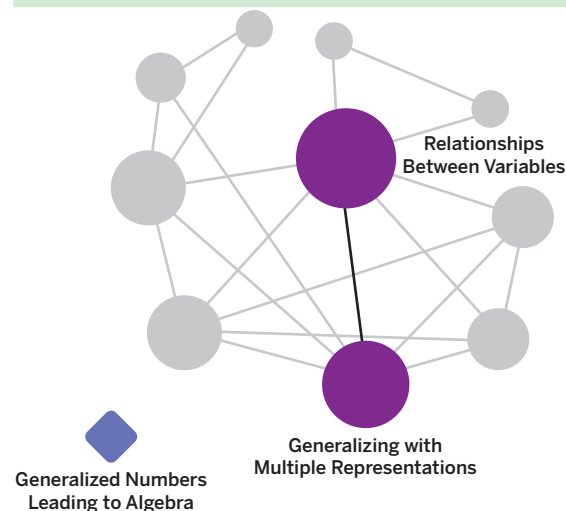 Relationships
Between Variables
Generalizing with
Multiple Representations
Generalized Numbers
Leading to Algebra